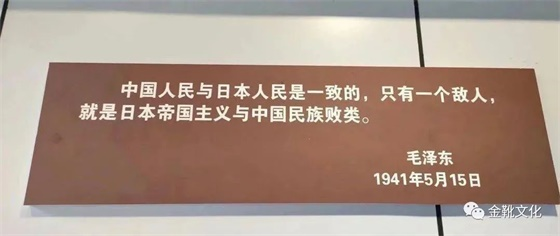 中国人民与日本人民是一致的，只有一个敌人，
就是日本帝国主义与中国民族败类。
毛泽东
1941年5月15日
金靴文化